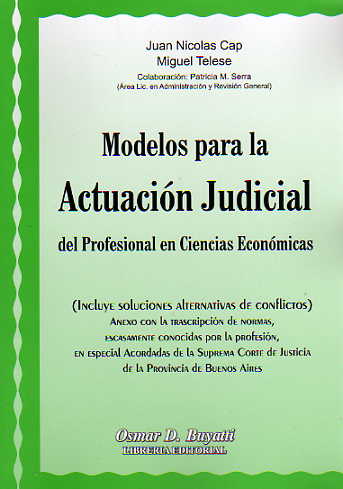 Juan Nicolas Cap
Miguel Telese
Colaboración: Patricia M. Serra
(Área Lic. en Administración y Revisión General)
Modelos para la
Actuación Judicial
del Profesional en Ciencias Económicas
(Incluye soluciones alternativas de conflictos)
Anexo con la trascripción de normas,
escasamente conocidas por la profesión,
en especial Acordadas de la Suprema Corte de Justicia
de la Provincia de Buenos Aires
Osmar D. Buyatti
LIBRERIA EDITORIAL